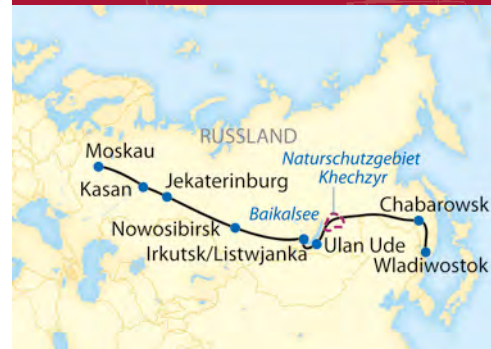 RUSSLAND
Moskau
Naturschutzgebiet
Khechzyr
Kasan
Jekaterinburg
Chabarowsk
Nowosibirsk
Baikalsee
Irkutsk/Listwjanka
Ulan Ude
Wladiwostok